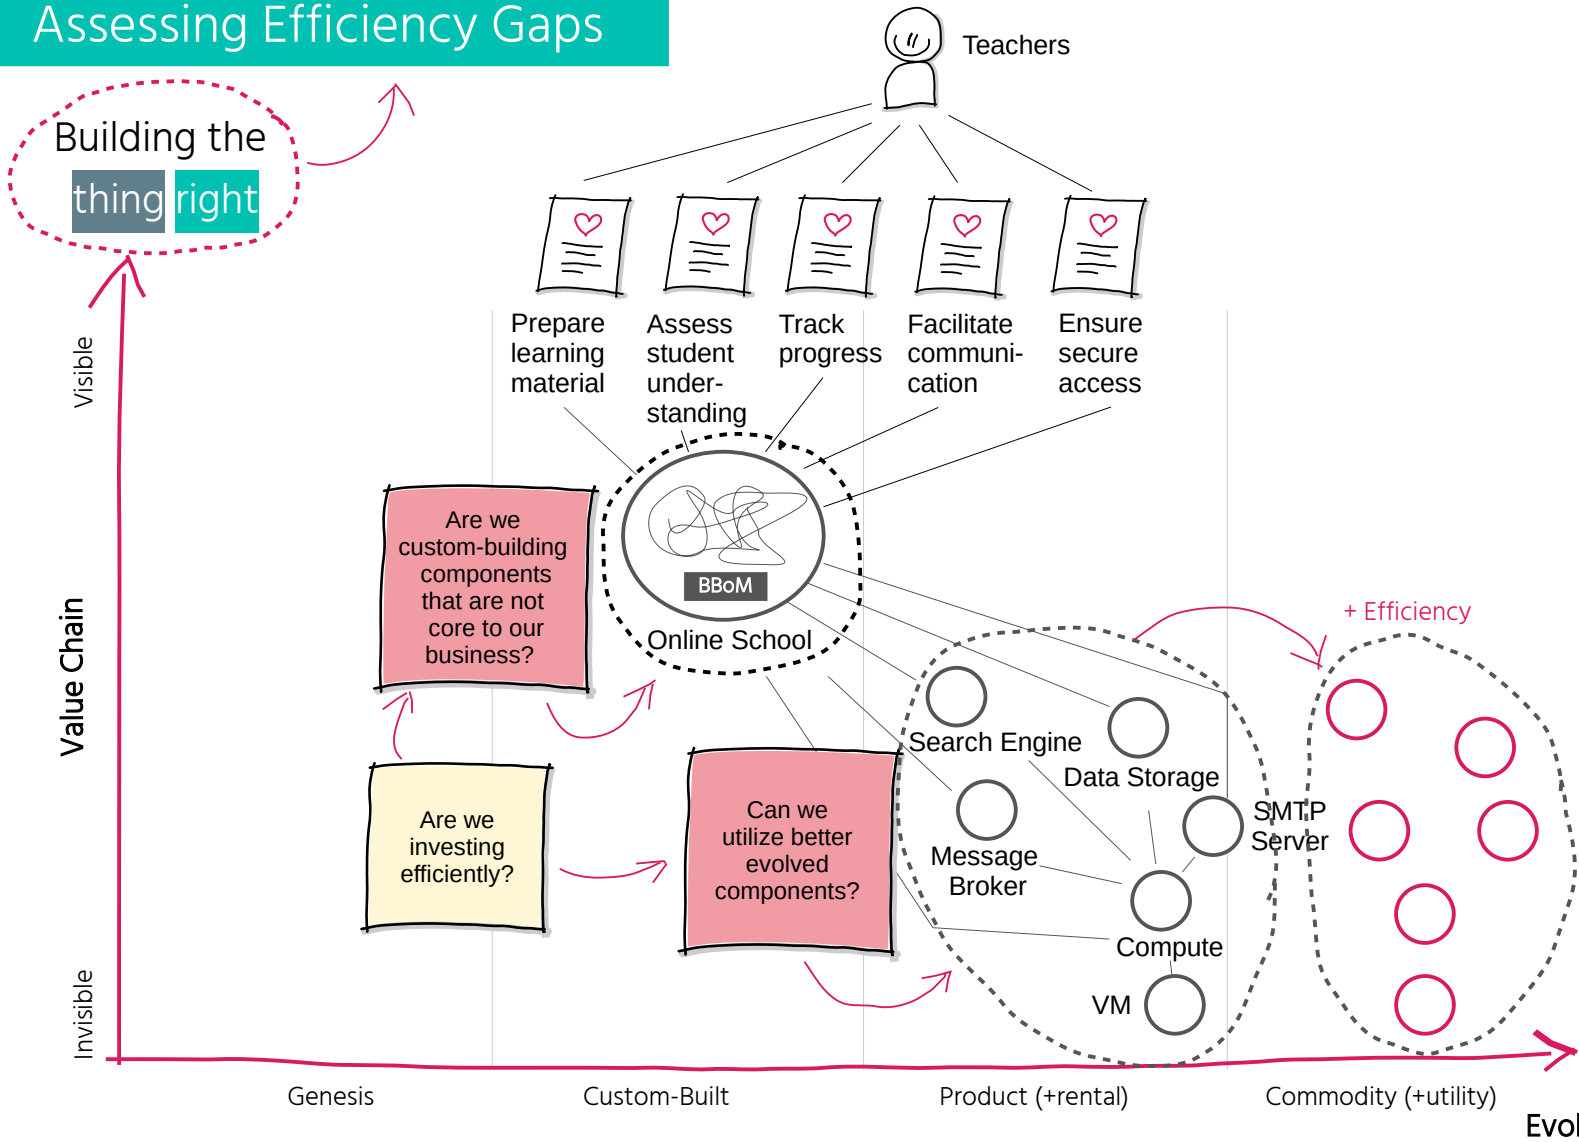 Assessing Efficiency Gaps
Teachers
Building the
thing right
Prepare
learning
material
Assess
student
under-
standing
Track
progress
Facilitate
communi-
cation
Ensure
secure
access
Visible
Value Chain
Invisible
Are we
custom-building
components
that are not
core to our
business?
BBoM
Online School
+ Efficiency
Search Engine
Data Storage
SMTP
Server
Message
Broker
Compute
VM
Are we
investing
efficiently?
Can we
utilize better
evolved
components?
Genesis
Custom-Built
Product (+rental)
Commodity (+utility)
Evol